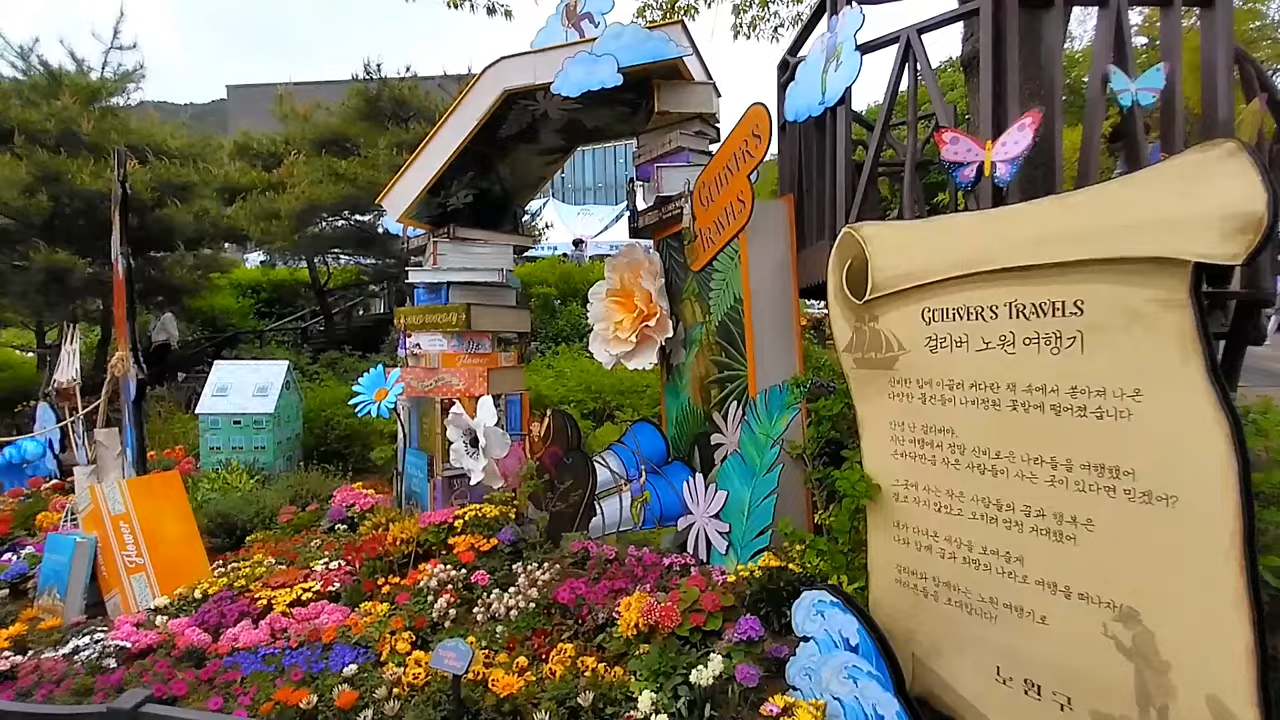 GULLIVER'S
TRAVELS
Flower
Flower
GULLIVER'S TRAVELS
걸리버 노원 여행기
신비한 힘에 이끌려 커다란 책 속에서 쏟아져 나온
다양한 물건들이 나비정원 꽃밭에 떨어졌습니다
안녕 난 걸리버야.
지난 여행에서 정말 신비로운 나라들을 여행했어
손바닥만큼 작은 사람들이 사는 곳이 있다면 믿겠어?
그곳에 사는 작은 사람들의 꿈과 행복은
결코 작지 않았고 오히려 엄청 거대했어.
내가 다녀온 세상을 보여줄게
나와 함께 꿈과 희망의 나라로 여행을 떠나자!
걸리버와 함께하는 노원 여행기로
여러분들을 초대합니다!
노원구